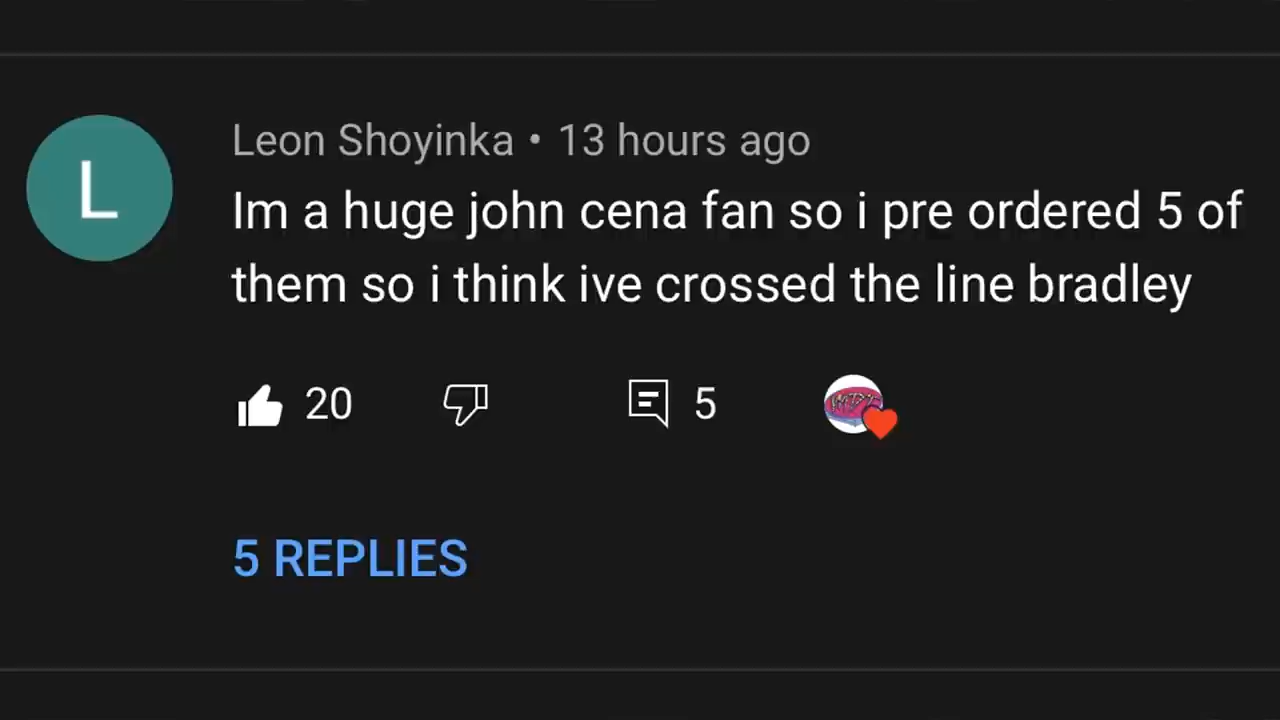 L
Leon Shoyinka • 13 hours ago
Im a huge john cena fan so i pre ordered 5 of
them so i think ive crossed the line bradley
20
5
5 REPLIES